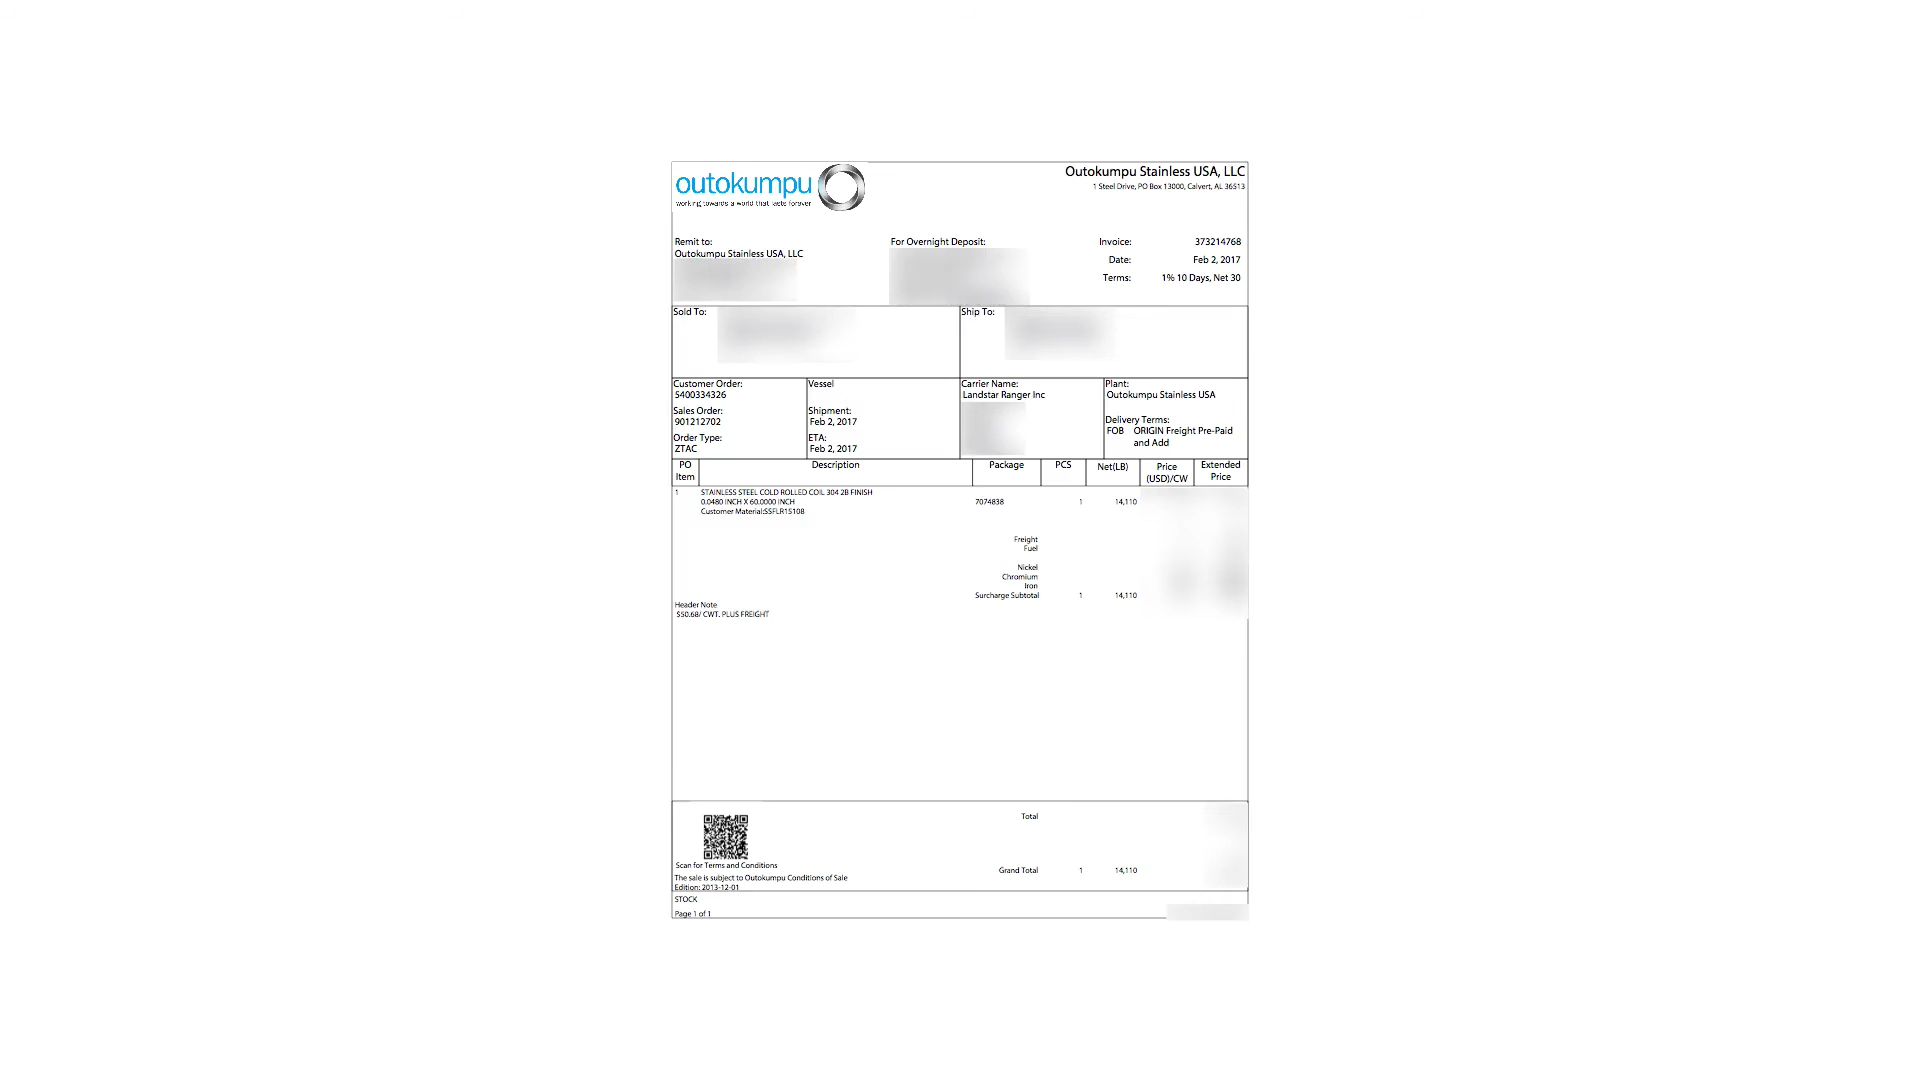 outokumpu
working towards a world that lasts forever
Outokumpu Stainless USA, LLC
1 Steel Drive, PO Box 13000, Calvert, AL 36513
Remit to:
Outokumpu Stainless USA, LLC
For Overnight Deposit:
Invoice: 373214768
Date: Feb 2, 2017
Terms: 1% 10 Days, Net 30
Sold To:
Ship To:
Customer Order:
5400334326
Sales Order:
901212702
Order Type:
ZTAC
Vessel
Shipment:
Feb 2, 2017
ETA:
Feb 2, 2017
Carrier Name:
Landstar Ranger Inc
Plant:
Outokumpu Stainless USA
Delivery Terms:
FOB ORIGIN Freight Pre-Paid
and Add
PO
Item
Description
Package
PCS
Net(LB)
Price
(USD)/CW
Extended
Price
1 STAINLESS STEEL COLD ROLLED COIL 304 2B FINISH
0.0480 INCH X 60.0000 INCH 7074838 1 14,110
Customer Material:SSFLR15108
Freight
Fuel
Nickel
Chromium
Iron
Surcharge Subtotal 1 14,110
Header Note
$50.68/ CWT. PLUS FREIGHT
Total
Scan for Terms and Conditions
Grand Total 1 14,110
The sale is subject to Outokumpu Conditions of Sale
Edition: 2013-12-01
STOCK
Page 1 of 1